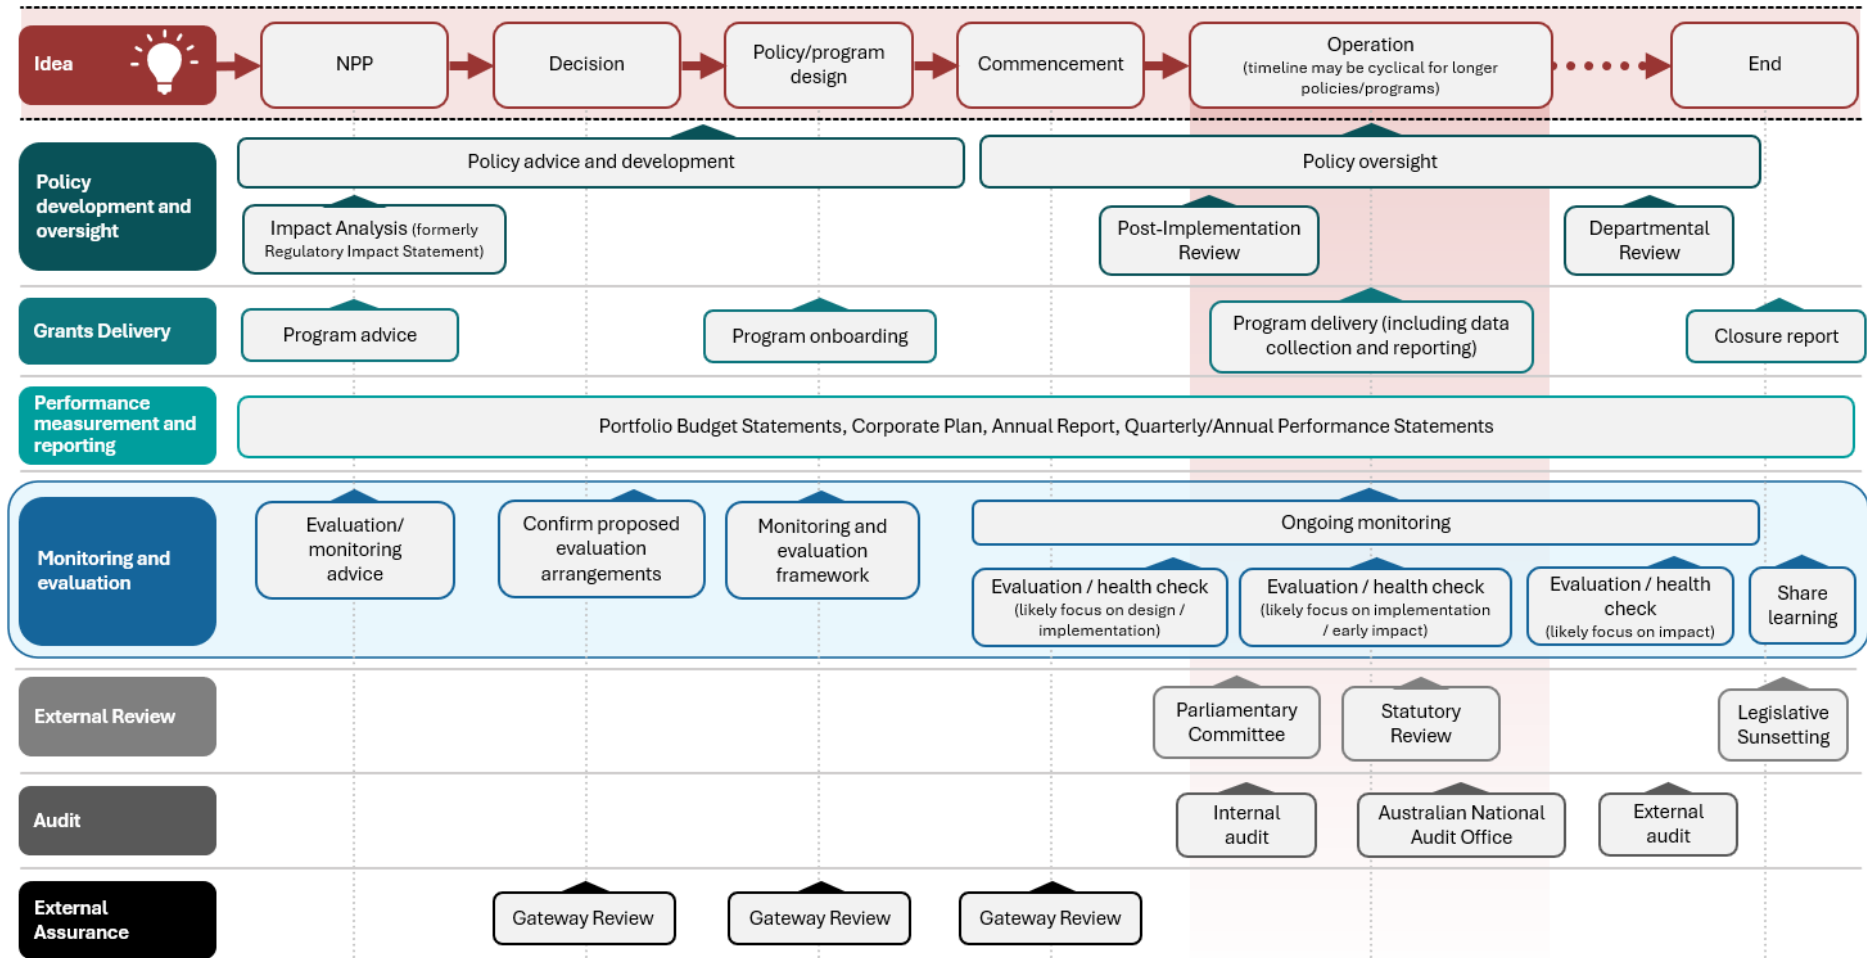 Idea
NPP
Decision
Policy/program
design
Commencement
Operation
(timeline may be cyclical for longer
policies/programs)
End
Policy
development and
oversight
Policy advice and development
Policy oversight
Impact Analysis (formerly
Regulatory Impact Statement)
Post-Implementation
Review
Departmental
Review
Grants Delivery
Program advice
Program onboarding
Program delivery (including data
collection and reporting)
Closure report
Performance
measurement and
reporting
Portfolio Budget Statements, Corporate Plan, Annual Report, Quarterly/Annual Performance Statements
Monitoring and
evaluation
Evaluation/
monitoring
advice
Confirm proposed
evaluation
arrangements
Monitoring and
evaluation
framework
Ongoing monitoring
Evaluation / health check
(likely focus on design /
implementation)
Evaluation / health check
(likely focus on implementation
/ early impact)
Evaluation / health
check
(likely focus on impact)
Share
learning
External Review
Parliamentary
Committee
Statutory
Review
Legislative
Sunsetting
Audit
Internal
audit
Australian National
Audit Office
External
audit
External
Assurance
Gateway Review
Gateway Review
Gateway Review